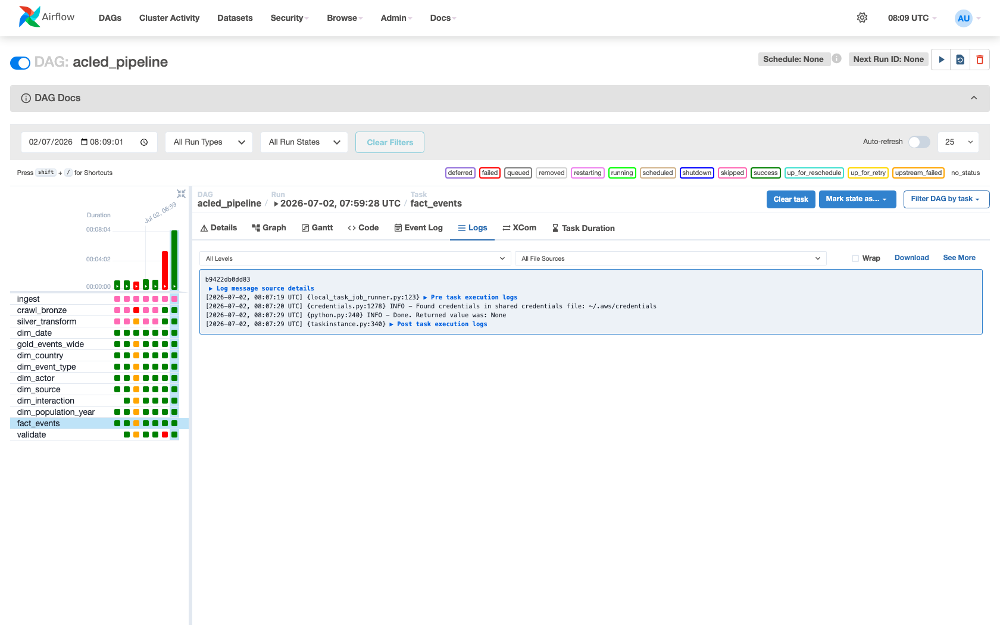 Airflow
DAGs
Cluster Activity
Datasets
Security
Browse
Admin
Docs
08:09 UTC
AU
DAG: acled_pipeline
Schedule: None
Next Run ID: None
DAG Docs
02/07/2026 08:09:01
All Run Types
All Run States
Clear Filters
Auto-refresh
25
Press shift + / for Shortcuts
deferred
failed
queued
removed
restarting
running
scheduled
shutdown
skipped
success
up_for_reschedule
up_for_retry
upstream_failed
no_status
Duration
Jul 02, 06:59
00:08:04
00:04:02
00:00:00
ingest
crawl_bronze
silver_transform
dim_date
gold_events_wide
dim_country
dim_event_type
dim_actor
dim_source
dim_interaction
dim_population_year
fact_events
validate
DAG
acled_pipeline
/
Run
2026-07-02, 07:59:28 UTC
/
Task
fact_events
Clear task
Mark state as...
Filter DAG by task
Details
Graph
Gantt
Code
Event Log
Logs
XCom
Task Duration
All Levels
All File Sources
Wrap
Download
See More
b9422db0dd83
▶ Log message source details
[2026-07-02, 08:07:19 UTC] {local_task_job_runner.py:123} ▶ Pre task execution logs
[2026-07-02, 08:07:20 UTC] {credentials.py:1278} INFO - Found credentials in shared credentials file: ~/.aws/credentials
[2026-07-02, 08:07:29 UTC] {python.py:240} INFO - Done. Returned value was: None
[2026-07-02, 08:07:29 UTC] {taskinstance.py:340} ▶ Post task execution logs